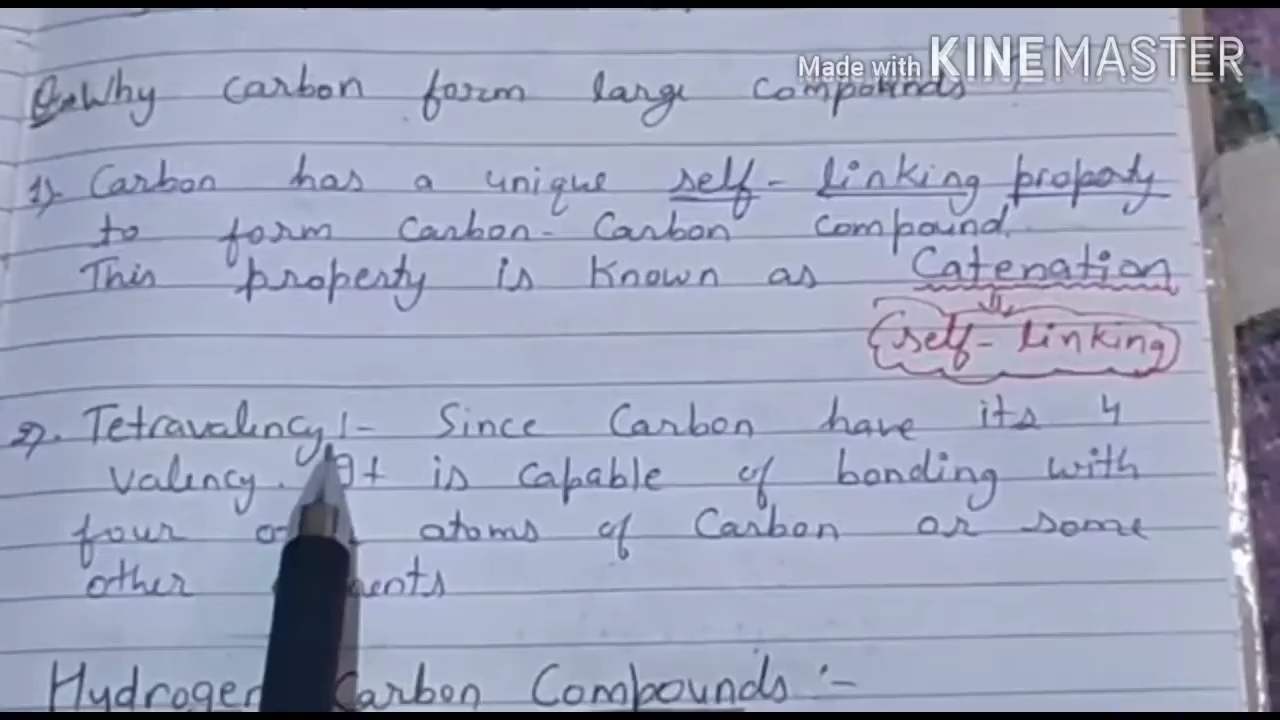 Made with KINEMASTER
Q- Why carbon form large compounds ?
1). Carbon has a unique self-linking property
to form Carbon-Carbon compound.
This property is known as Catenation
{self-linking}
2). Tetravalency!- Since Carbon have its 4
valency. It is capable of bonding with
four atoms of Carbon or some
other
Hydrogen Carbon Compounds :-